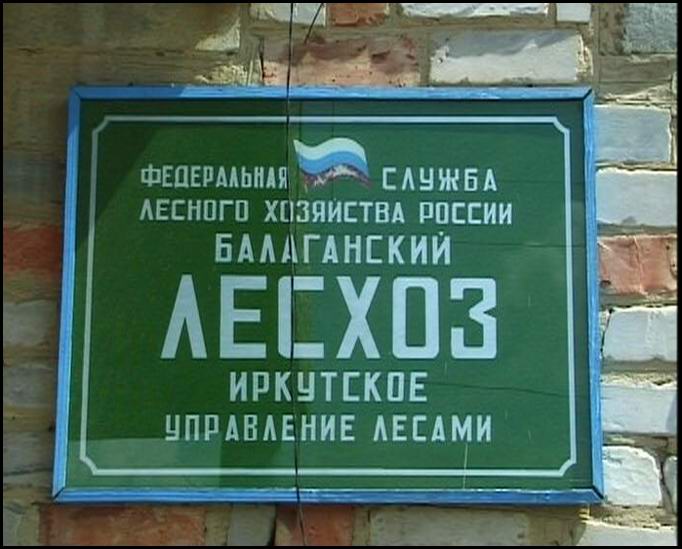 ФЕДЕРАЛЬНАЯ СЛУЖБА
ЛЕСНОГО ХОЗЯЙСТВА РОССИИ
БАЛАГАНСКИЙ
ЛЕСХОЗ
ИРКУТСКОЕ
УПРАВЛЕНИЕ ЛЕСАМИ